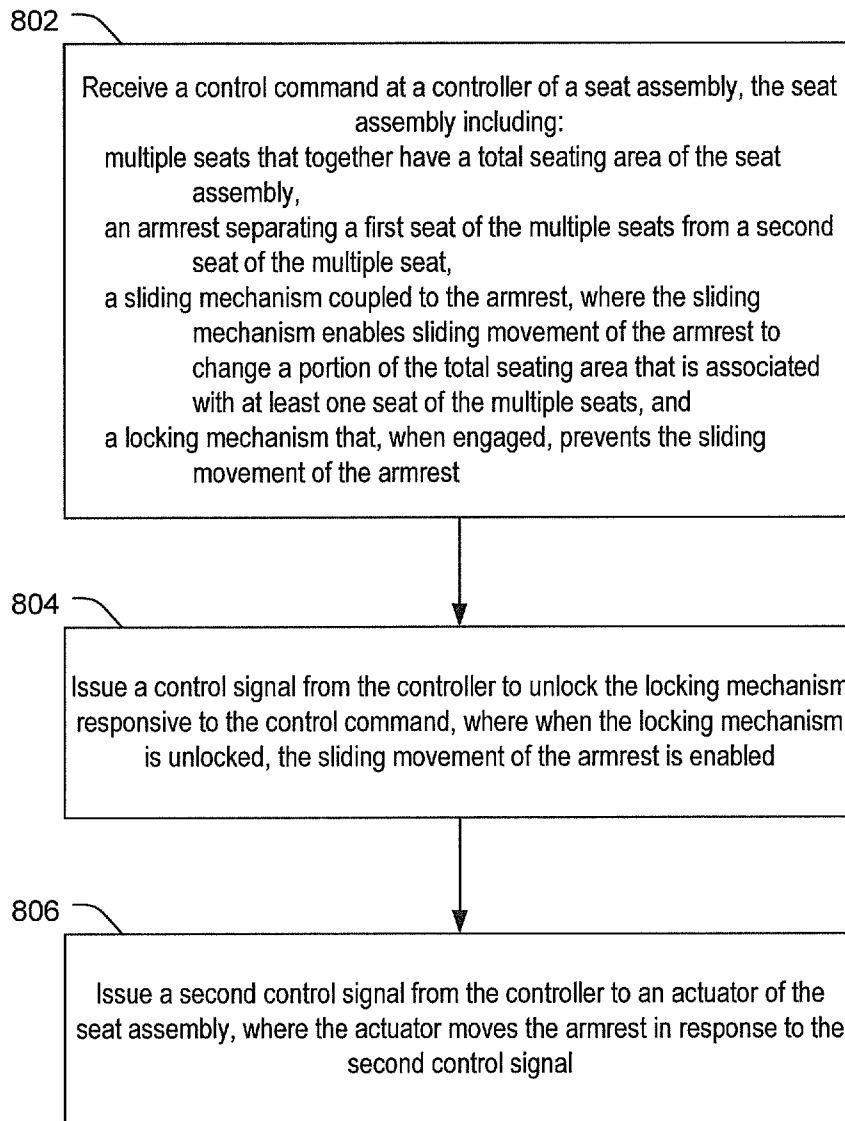 802
Receive a control command at a controller of a seat assembly, the seat
assembly including:
multiple seats that together have a total seating area of the seat
assembly,
an armrest separating a first seat of the multiple seats from a second
seat of the multiple seat,
a sliding mechanism coupled to the armrest, where the sliding
mechanism enables sliding movement of the armrest to
change a portion of the total seating area that is associated
with at least one seat of the multiple seats, and
a locking mechanism that, when engaged, prevents the sliding
movement of the armrest
804
Issue a control signal from the controller to unlock the locking mechanism
responsive to the control command, where when the locking mechanism
is unlocked, the sliding movement of the armrest is enabled
806
Issue a second control signal from the controller to an actuator of the
seat assembly, where the actuator moves the armrest in response to the
second control signal